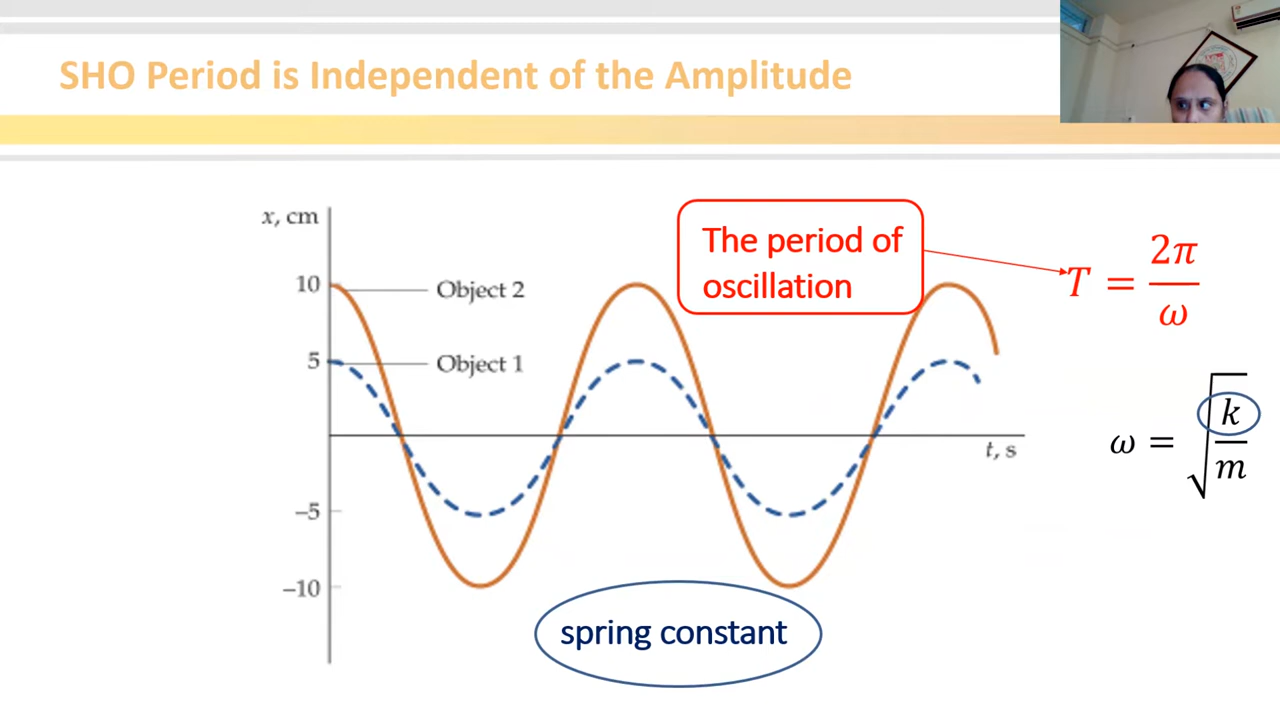 SHO Period is Independent of the Amplitude
x, cm
10
Object 2
5
Object 1
–5
–10
t, s
The period of
oscillation
T = 2π/ω
ω = √(k/m)
spring constant